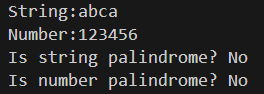 String:abca
Number:123456
Is string palindrome? No
Is number palindrome? No